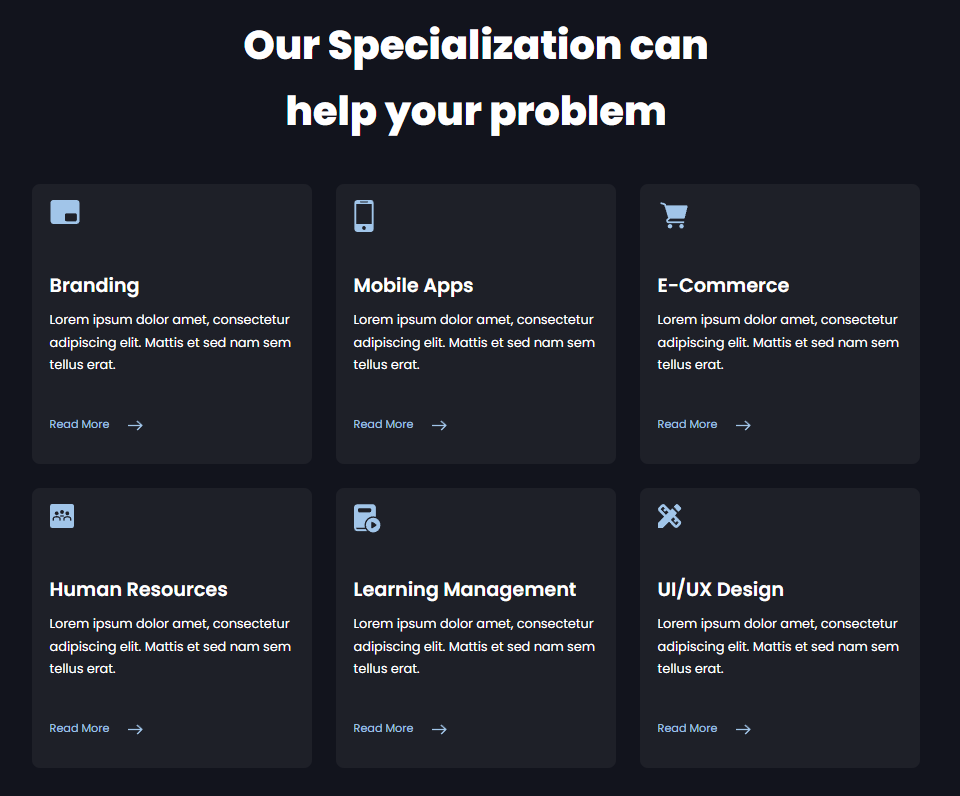 Our Specialization can
help your problem
Branding
Lorem ipsum dolor amet, consectetur
adipiscing elit. Mattis et sed nam sem
tellus erat.
Read More
Mobile Apps
Lorem ipsum dolor amet, consectetur
adipiscing elit. Mattis et sed nam sem
tellus erat.
Read More
E-Commerce
Lorem ipsum dolor amet, consectetur
adipiscing elit. Mattis et sed nam sem
tellus erat.
Read More
Human Resources
Lorem ipsum dolor amet, consectetur
adipiscing elit. Mattis et sed nam sem
tellus erat.
Read More
Learning Management
Lorem ipsum dolor amet, consectetur
adipiscing elit. Mattis et sed nam sem
tellus erat.
Read More
UI/UX Design
Lorem ipsum dolor amet, consectetur
adipiscing elit. Mattis et sed nam sem
tellus erat.
Read More